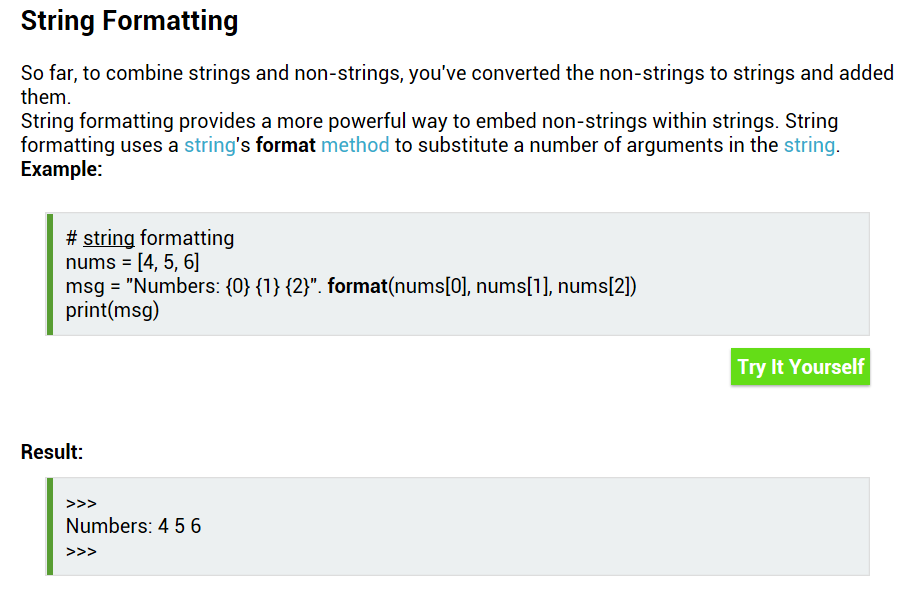 String Formatting
So far, to combine strings and non-strings, you've converted the non-strings to strings and added
them.
String formatting provides a more powerful way to embed non-strings within strings. String
formatting uses a string's format method to substitute a number of arguments in the string.
Example:
# string formatting
nums = [4, 5, 6]
msg = "Numbers: {0} {1} {2}". format(nums[0], nums[1], nums[2])
print(msg)
Try It Yourself
Result:
>>>
Numbers: 4 5 6
>>>